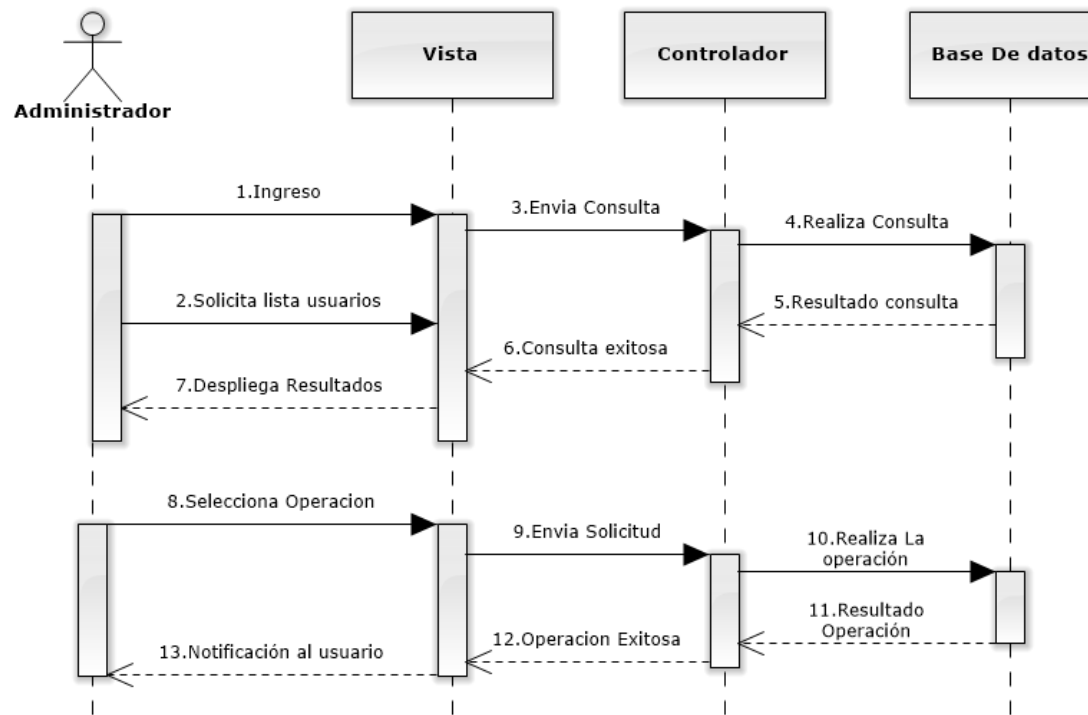 Administrador
Vista
Controlador
Base De datos
1.Ingreso
3.Envia Consulta
4.Realiza Consulta
2.Solicita lista usuarios
5.Resultado consulta
6.Consulta exitosa
7.Despliega Resultados
8.Selecciona Operacion
9.Envia Solicitud
10.Realiza La
operación
11.Resultado
Operación
12.Operacion Exitosa
13.Notificación al usuario